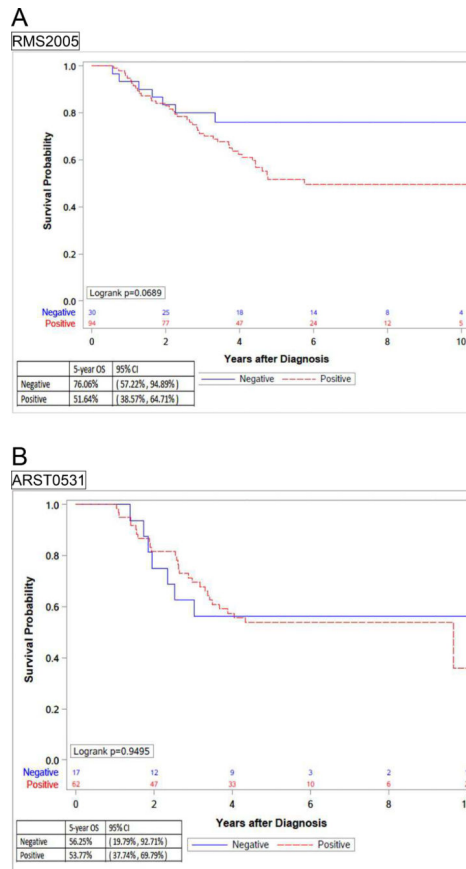 A
RMS2005
1.0
0.8
0.6
0.4
0.2
0.0
Survival Probability
Logrank p=0.0689
Negative 30 25 18 14 8 4
Positive 94 77 47 24 12 5
0 2 4 6 8 10
Years after Diagnosis
5-year OS 95% CI
Negative 76.06% (57.22%, 94.89%)
Positive 51.64% (38.57%, 64.71%)
Negative Positive
B
ARST0531
1.0
0.8
0.6
0.4
0.2
0.0
Survival Probability
Logrank p=0.9495
Negative 17 12 9 3 2
Positive 62 47 33 10 6
0 2 4 6 8
Years after Diagnosis
5-year OS 95% CI
Negative 56.25% (19.79%, 92.71%)
Positive 53.77% (37.74%, 69.79%)
Negative Positive